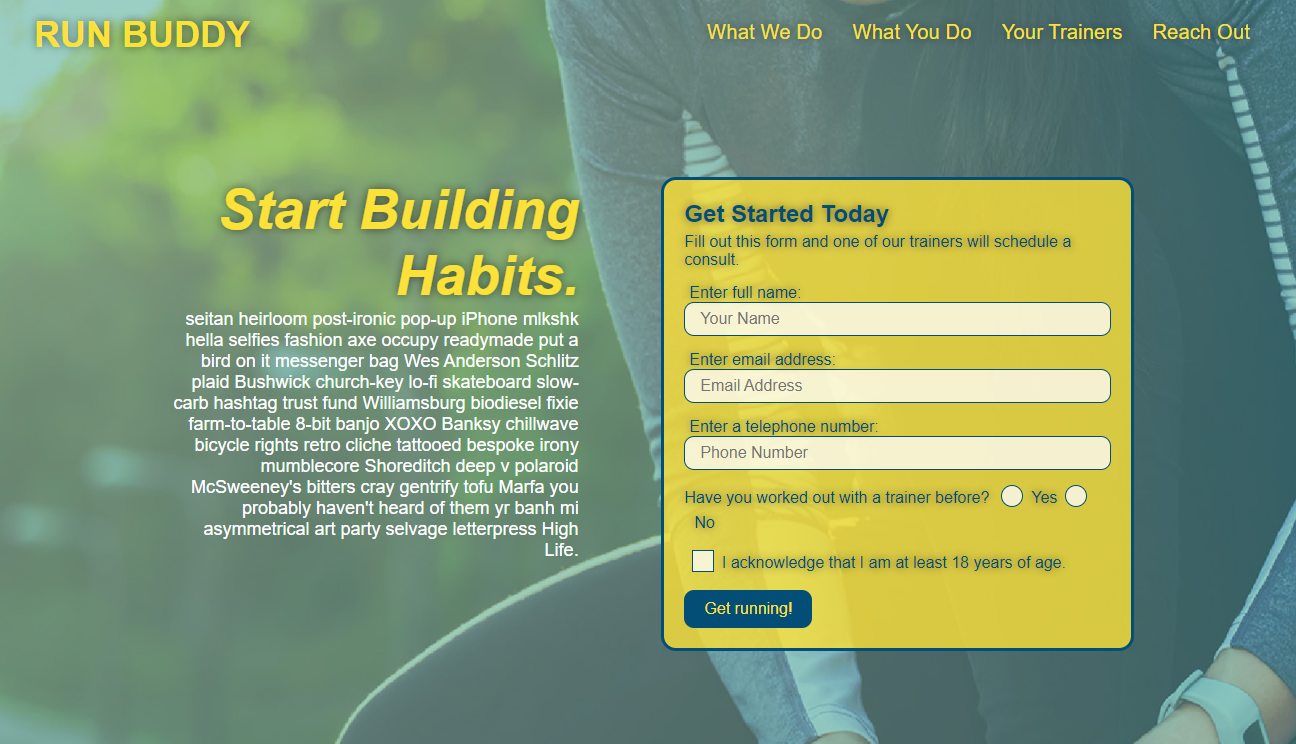 RUN BUDDY
What We Do
What You Do
Your Trainers
Reach Out
Start Building
Habits.
seitan heirloom post-ironic pop-up iPhone mlkshk
hella selfies fashion axe occupy readymade put a
bird on it messenger bag Wes Anderson Schlitz
plaid Bushwick church-key lo-fi skateboard slow-
carb hashtag trust fund Williamsburg biodiesel fixie
farm-to-table 8-bit banjo XOXO Banksy chillwave
bicycle rights retro cliche tattooed bespoke irony
mumblecore Shoreditch deep v polaroid
McSweeney's bitters cray gentrify tofu Marfa you
probably haven't heard of them yr banh mi
asymmetrical art party selvage letterpress High
Life.
Get Started Today
Fill out this form and one of our trainers will schedule a
consult.
Enter full name:
Your Name
Enter email address:
Email Address
Enter a telephone number:
Phone Number
Have you worked out with a trainer before? Yes
No
I acknowledge that I am at least 18 years of age.
Get running!